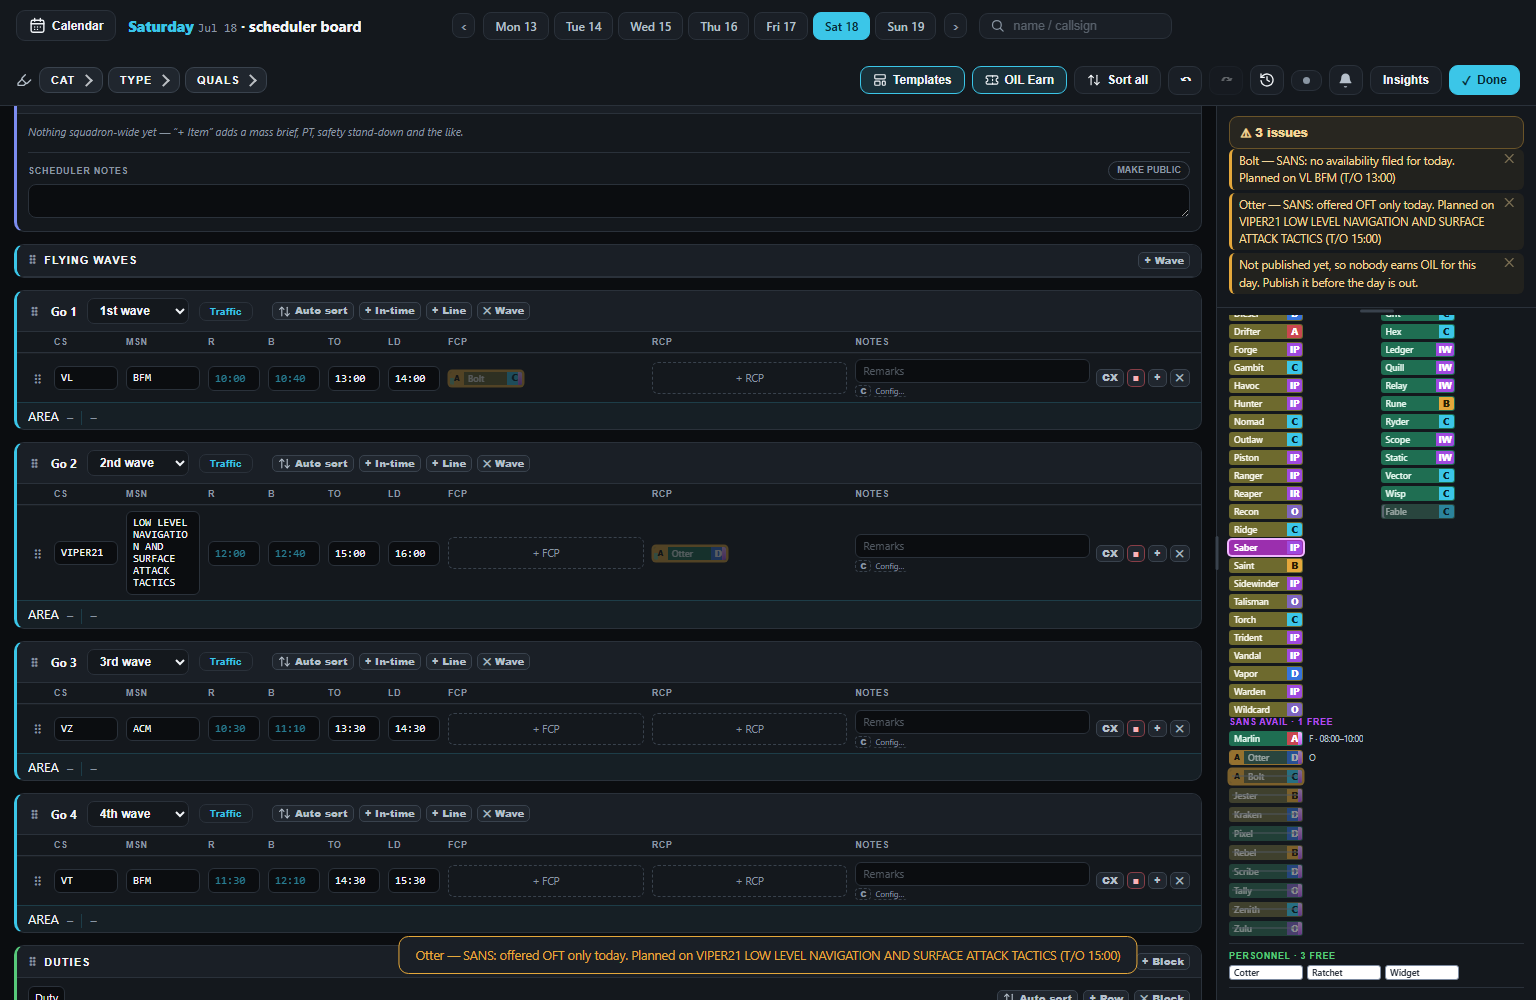 Calendar
Saturday Jul 18 · scheduler board
‹
Mon 13
Tue 14
Wed 15
Thu 16
Fri 17
Sat 18
Sun 19
›
name / callsign
CAT
TYPE
QUALS
Templates
OIL Earn
Sort all
Insights
✓ Done
Nothing squadron-wide yet — "+ Item" adds a mass brief, PT, safety stand-down and the like.
SCHEDULER NOTES
MAKE PUBLIC
FLYING WAVES
+ Wave
Go 1
1st wave
Traffic
Auto sort
+ In-time
+ Line
X Wave
CS MSN R B TO LD FCP RCP NOTES
VL BFM 10:00 10:40 13:00 14:00
A Bolt C
+ RCP
Remarks
C Config...
CX
AREA – –
Go 2
2nd wave
Traffic
Auto sort
+ In-time
+ Line
X Wave
CS MSN R B TO LD FCP RCP NOTES
VIPER21
LOW LEVEL
NAVIGATIO
N AND
SURFACE
ATTACK
TACTICS
12:00 12:40 15:00 16:00
+ FCP
A Otter D
Remarks
C Config...
CX
AREA – –
Go 3
3rd wave
Traffic
Auto sort
+ In-time
+ Line
X Wave
CS MSN R B TO LD FCP RCP NOTES
VZ ACM 10:30 11:10 13:30 14:30
+ FCP
+ RCP
Remarks
C Config...
CX
AREA – –
Go 4
4th wave
Traffic
Auto sort
+ In-time
+ Line
X Wave
CS MSN R B TO LD FCP RCP NOTES
VT BFM 11:30 12:10 14:30 15:30
+ FCP
+ RCP
Remarks
C Config...
CX
AREA – –
DUTIES
+ Block
Duty
Auto sort
+ Row
X Block
Otter — SANS: offered OFT only today. Planned on VIPER21 LOW LEVEL NAVIGATION AND SURFACE ATTACK TACTICS (T/O 15:00)
⚠ 3 issues
Bolt — SANS: no availability filed for today.
Planned on VL BFM (T/O 13:00)
Otter — SANS: offered OFT only today. Planned on
VIPER21 LOW LEVEL NAVIGATION AND SURFACE
ATTACK TACTICS (T/O 15:00)
Not published yet, so nobody earns OIL for this
day. Publish it before the day is out.
Drifter A
Forge IP
Gambit C
Havoc IP
Hunter IP
Nomad C
Outlaw C
Piston IP
Ranger IP
Reaper IR
Recon O
Ridge C
Saber IP
Saint B
Sidewinder IP
Talisman O
Torch C
Trident IP
Vandal IP
Vapor D
Warden IP
Wildcard O
Hex C
Ledger IW
Quill IW
Relay IW
Rune B
Ryder C
Scope IW
Static IW
Vector C
Wisp C
Fable C
SANS AVAIL · 1 FREE
Marlin A F · 08:00–10:00
A Otter D O
A Bolt C
Jester B
Kraken D
Pixel D
Rebel B
Scribe D
Tally O
Zenith C
Zulu O
PERSONNEL · 3 FREE
Cotter
Ratchet
Widget